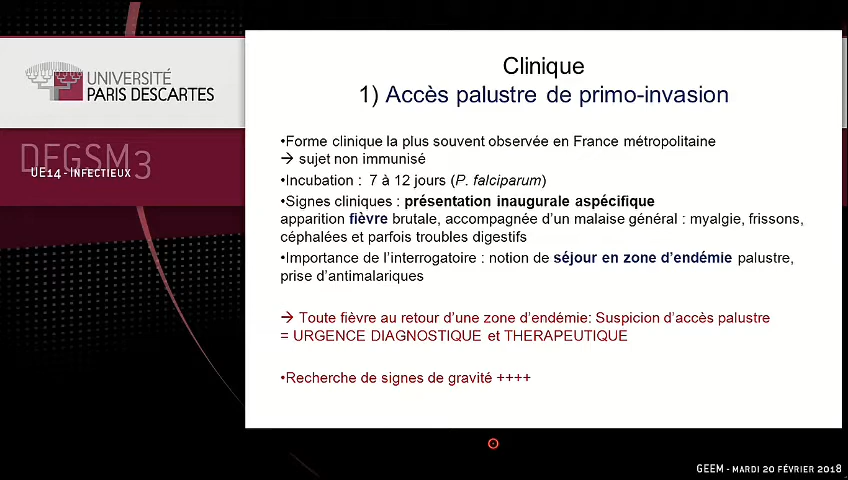 UNIVERSITÉ
PARIS DESCARTES
DFGSM3
UE14 - INFECTIEUX
Clinique
1) Accès palustre de primo-invasion
•Forme clinique la plus souvent observée en France métropolitaine
→ sujet non immunisé
•Incubation : 7 à 12 jours (P. falciparum)
•Signes cliniques : présentation inaugurale aspécifique
apparition fièvre brutale, accompagnée d'un malaise général : myalgie, frissons,
céphalées et parfois troubles digestifs
•Importance de l'interrogatoire : notion de séjour en zone d'endémie palustre,
prise d'antimalariques
→ Toute fièvre au retour d'une zone d'endémie: Suspicion d'accès palustre
= URGENCE DIAGNOSTIQUE et THERAPEUTIQUE
•Recherche de signes de gravité ++++
GEEM - MARDI 20 FÉVRIER 2018